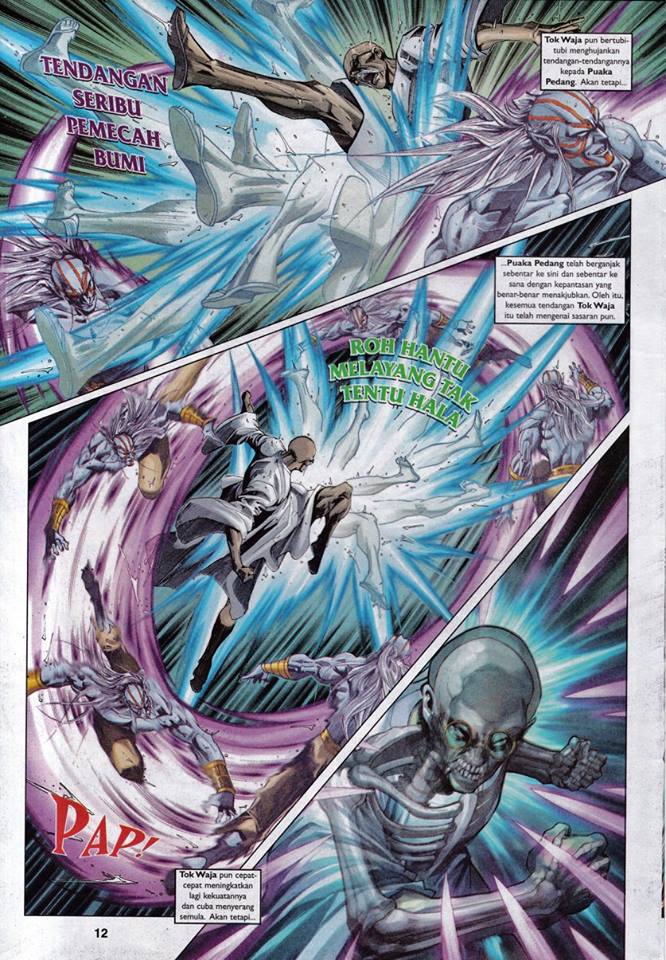 TENDANGAN
SERIBU
PEMECAH
BUMI
Tok Waja pun bertubi-
tubi menghujankan
tendangan-tendangannya
kepada Puaka
Pedang. Akan tetapi...
...Puaka Pedang telah berganjak
sebentar ke sini dan sebentar ke
sana dengan kepantasan yang
benar-benar menakjubkan. Oleh itu,
kesemua tendangan Tok Waja
itu telah mengenai sasaran pun.
ROH HANTU
MELAYANG TAK
TENTU HALA
PAP!
Tok Waja pun cepat-
cepat meningkatkan
lagi kekuatannya
dan cuba menyerang
semula. Akan tetapi...
12